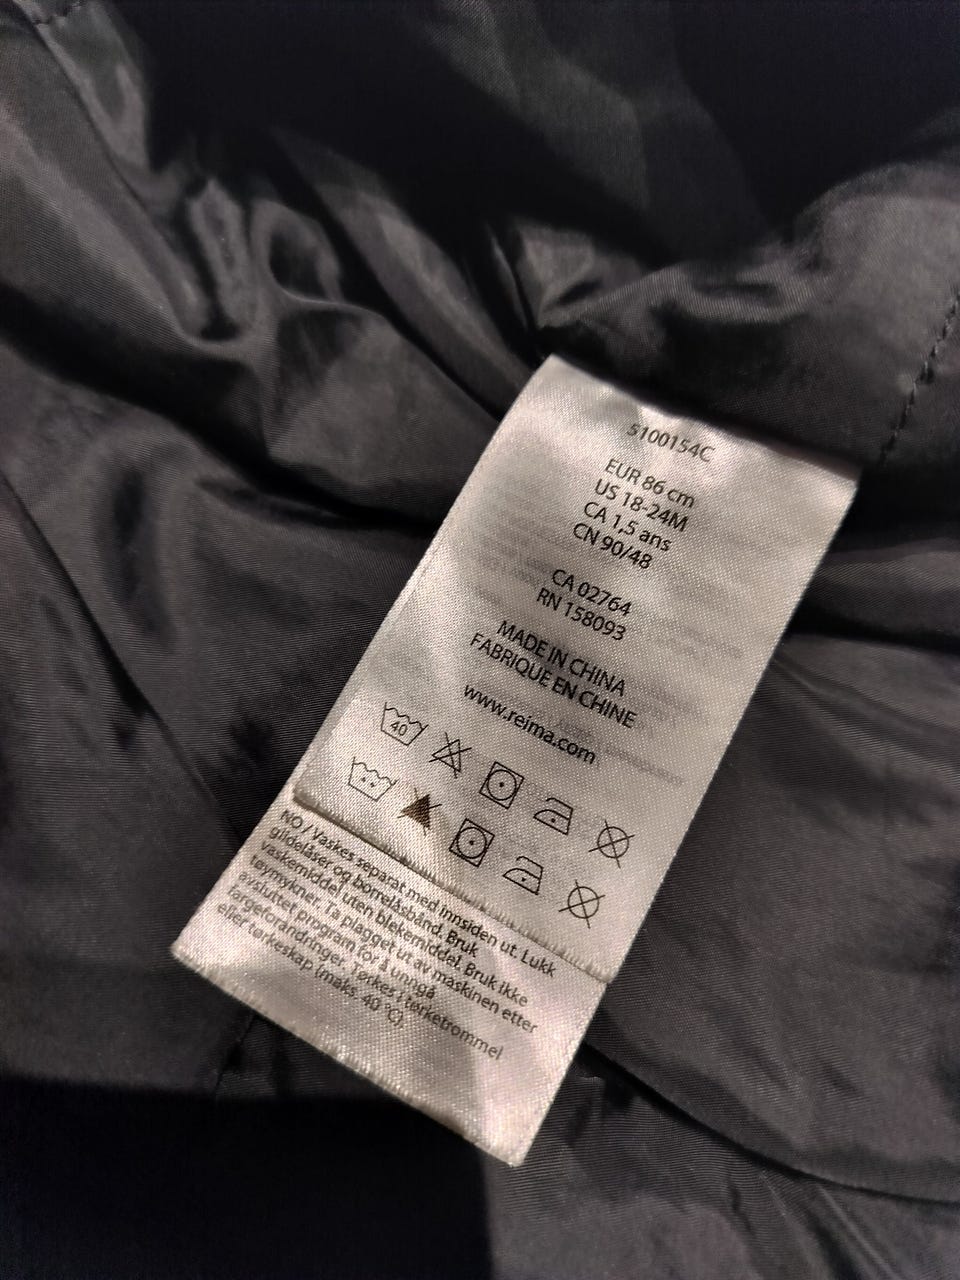 5100154C
EUR 86 cm
US 18-24M
CA 1,5 ans
CN 90/48
CA 02764
RN 158093
MADE IN CHINA
FABRIQUE EN CHINE
www.reima.com
40
NO / Vaskes separat med innsiden ut. Lukk
glidelåser og borrelåsbånd. Bruk
vaskemiddel uten blekemiddel. Bruk ikke
tøymykner. Ta plagget ut av maskinen etter
avsluttet program for å unngå
fargeforandringer. Tørkes i tørketrommel
eller tørkeskap (maks. 40 °C).